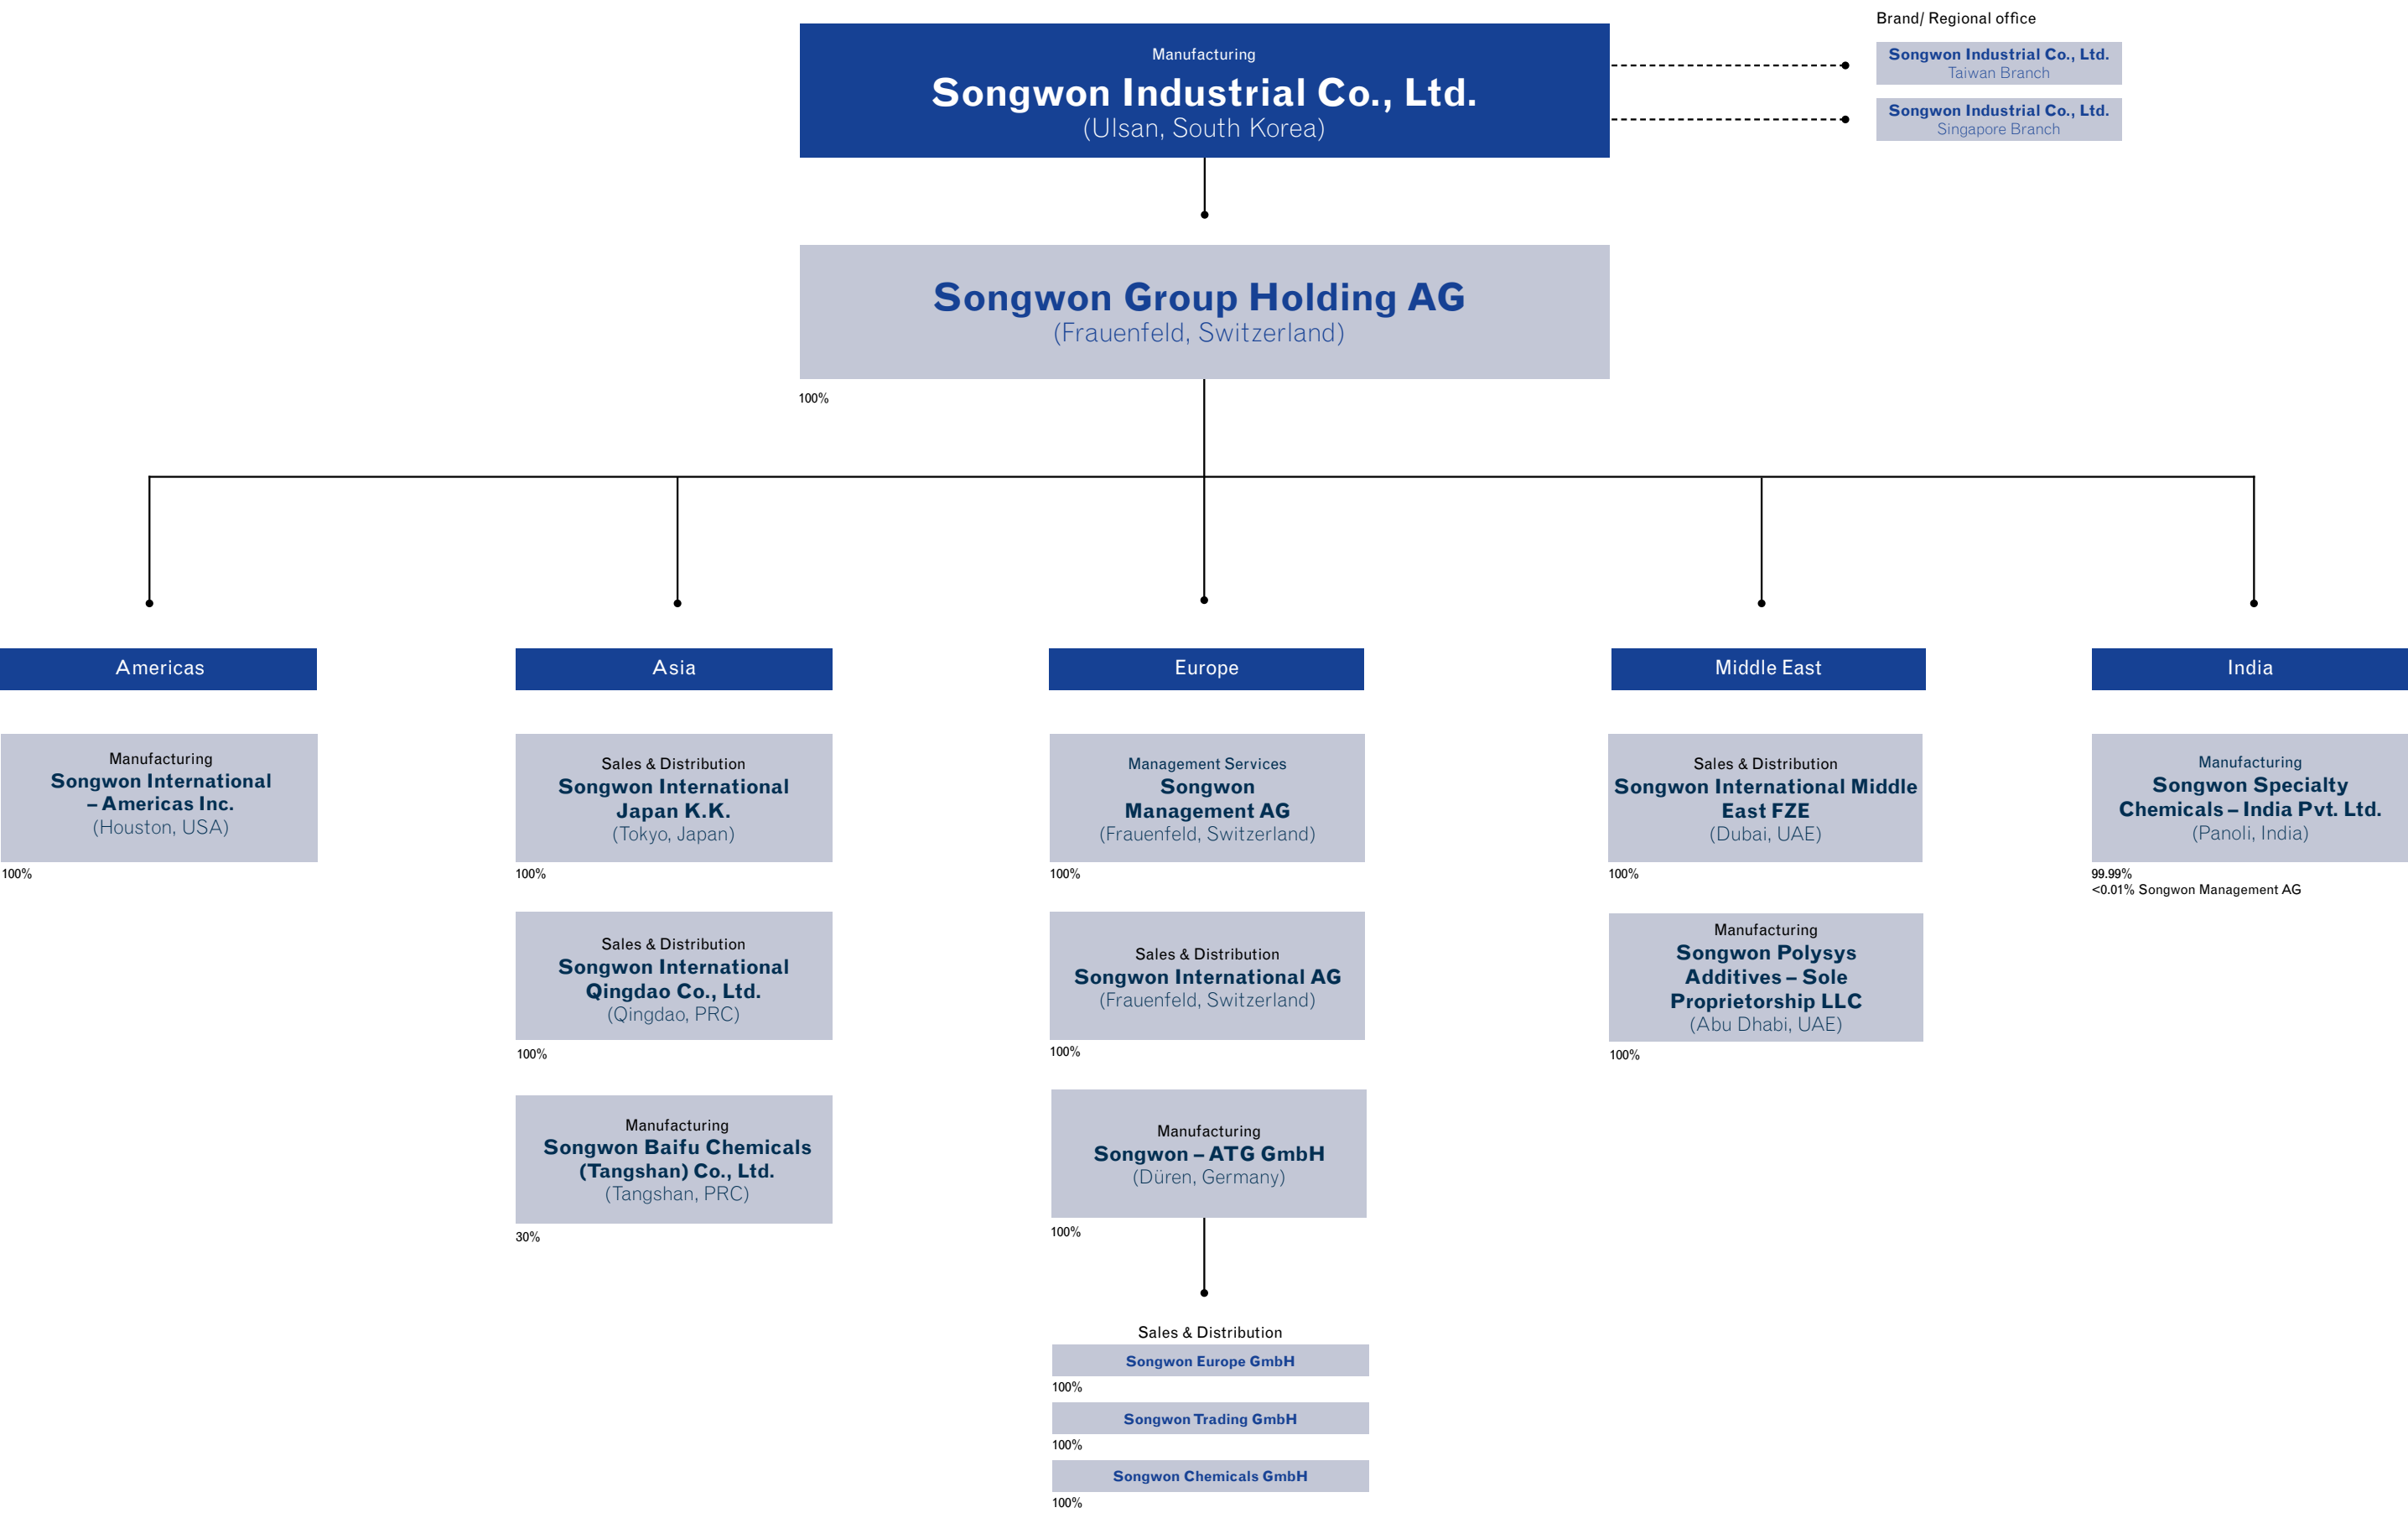 Brand/ Regional office
Manufacturing
Songwon Industrial Co., Ltd.
(Ulsan, South Korea)
Songwon Industrial Co., Ltd.
Taiwan Branch
Songwon Industrial Co., Ltd.
Singapore Branch
Songwon Group Holding AG
(Frauenfeld, Switzerland)
100%
Americas
Manufacturing
Songwon International
– Americas Inc.
(Houston, USA)
100%
Asia
Sales & Distribution
Songwon International
Japan K.K.
(Tokyo, Japan)
100%
Sales & Distribution
Songwon International
Qingdao Co., Ltd.
(Qingdao, PRC)
100%
Manufacturing
Songwon Baifu Chemicals
(Tangshan) Co., Ltd.
(Tangshan, PRC)
30%
Europe
Management Services
Songwon
Management AG
(Frauenfeld, Switzerland)
100%
Sales & Distribution
Songwon International AG
(Frauenfeld, Switzerland)
100%
Manufacturing
Songwon – ATG GmbH
(Düren, Germany)
100%
Sales & Distribution
Songwon Europe GmbH
100%
Songwon Trading GmbH
100%
Songwon Chemicals GmbH
100%
Middle East
Sales & Distribution
Songwon International Middle
East FZE
(Dubai, UAE)
100%
Manufacturing
Songwon Polysys
Additives – Sole
Proprietorship LLC
(Abu Dhabi, UAE)
100%
India
Manufacturing
Songwon Specialty
Chemicals – India Pvt. Ltd.
(Panoli, India)
99.99%
<0.01% Songwon Management AG